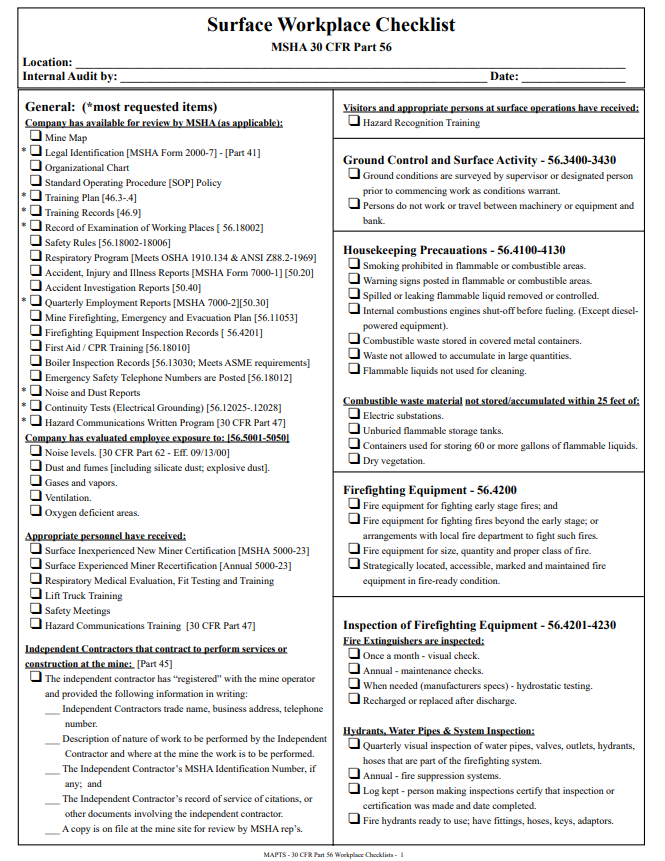 Surface Workplace Checklist
MSHA 30 CFR Part 56
Location:
Internal Audit by: Date:
General: (*most requested items)
Company has available for review by MSHA (as applicable):
Mine Map
* Legal Identification [MSHA Form 2000-7] - [Part 41]
Organizational Chart
Standard Operating Procedure [SOP] Policy
* Training Plan [46.3-.4]
* Training Records [46.9]
* Record of Examination of Working Places [ 56.18002]
Safety Rules [56.18002-18006]
Respiratory Program [Meets OSHA 1910.134 & ANSI Z88.2-1969]
Accident, Injury and Illness Reports [MSHA Form 7000-1] [50.20]
Accident Investigation Reports [50.40]
* Quarterly Employment Reports [MSHA 7000-2][50.30]
Mine Firefighting, Emergency and Evacuation Plan [56.11053]
Firefighting Equipment Inspection Records [ 56.4201]
First Aid / CPR Training [56.18010]
Boiler Inspection Records [56.13030; Meets ASME requirements]
Emergency Safety Telephone Numbers are Posted [56.18012]
* Noise and Dust Reports
* Continuity Tests (Electrical Grounding) [56.12025-.12028]
* Hazard Communications Written Program [30 CFR Part 47]
Company has evaluated employee exposure to: [56.5001-5050]
Noise levels. [30 CFR Part 62 - Eff. 09/13/00]
Dust and fumes [including silicate dust; explosive dust].
Gases and vapors.
Ventilation.
Oxygen deficient areas.
Appropriate personnel have received:
Surface Inexperienced New Miner Certification [MSHA 5000-23]
Surface Experienced Miner Recertification [Annual 5000-23]
Respiratory Medical Evaluation, Fit Testing and Training
Lift Truck Training
Safety Meetings
Hazard Communications Training [30 CFR Part 47]
Independent Contractors that contract to perform services or
construction at the mine: [Part 45]
The independent contractor has “registered” with the mine operator
and provided the following information in writing:
___ Independent Contractors trade name, business address, telephone
number.
___ Description of nature of work to be performed by the Independent
Contractor and where at the mine the work is to be performed.
___ The Independent Contractor’s MSHA Identification Number, if
any; and
___ The Independent Contractor’s record of service of citations, or
other documents involving the independent contractor.
___ A copy is on file at the mine site for review by MSHA rep’s.
Visitors and appropriate persons at surface operations have received:
Hazard Recognition Training
Ground Control and Surface Activity - 56.3400-3430
Ground conditions are surveyed by supervisor or designated person
prior to commencing work as conditions warrant.
Persons do not work or travel between machinery or equipment and
bank.
Housekeeping Precauations - 56.4100-4130
Smoking prohibited in flammable or combustible areas.
Warning signs posted in flammable or combustible areas.
Spilled or leaking flammable liquid removed or controlled.
Internal combustions engines shut-off before fueling. (Except diesel-
powered equipment).
Combustible waste stored in covered metal containers.
Waste not allowed to accumulate in large quantities.
Flammable liquids not used for cleaning.
Combustible waste material not stored/accumulated within 25 feet of:
Electric substations.
Unburied flammable storage tanks.
Containers used for storing 60 or more gallons of flammable liquids.
Dry vegetation.
Firefighting Equipment - 56.4200
Fire equipment for fighting early stage fires; and
Fire equipment for fighting fires beyond the early stage; or
arrangements with local fire department to fight such fires.
Fire equipment for size, quantity and proper class of fire.
Strategically located, accessible, marked and maintained fire
equipment in fire-ready condition.
Inspection of Firefighting Equipment - 56.4201-4230
Fire Extinguishers are inspected:
Once a month - visual check.
Annual - maintenance checks.
When needed (manufacturers specs) - hydrostatic testing.
Recharged or replaced after discharge.
Hydrants, Water Pipes & System Inspection:
Quarterly visual inspection of water pipes, valves, outlets, hydrants,
hoses that are part of the firefighting system.
Annual - fire suppression systems.
Log kept - person making inspections certify that inspection or
certification was made and date completed.
Fire hydrants ready to use; have fittings, hoses, keys, adaptors.
MAPTS - 30 CFR Part 56 Workplace Checklists - 1